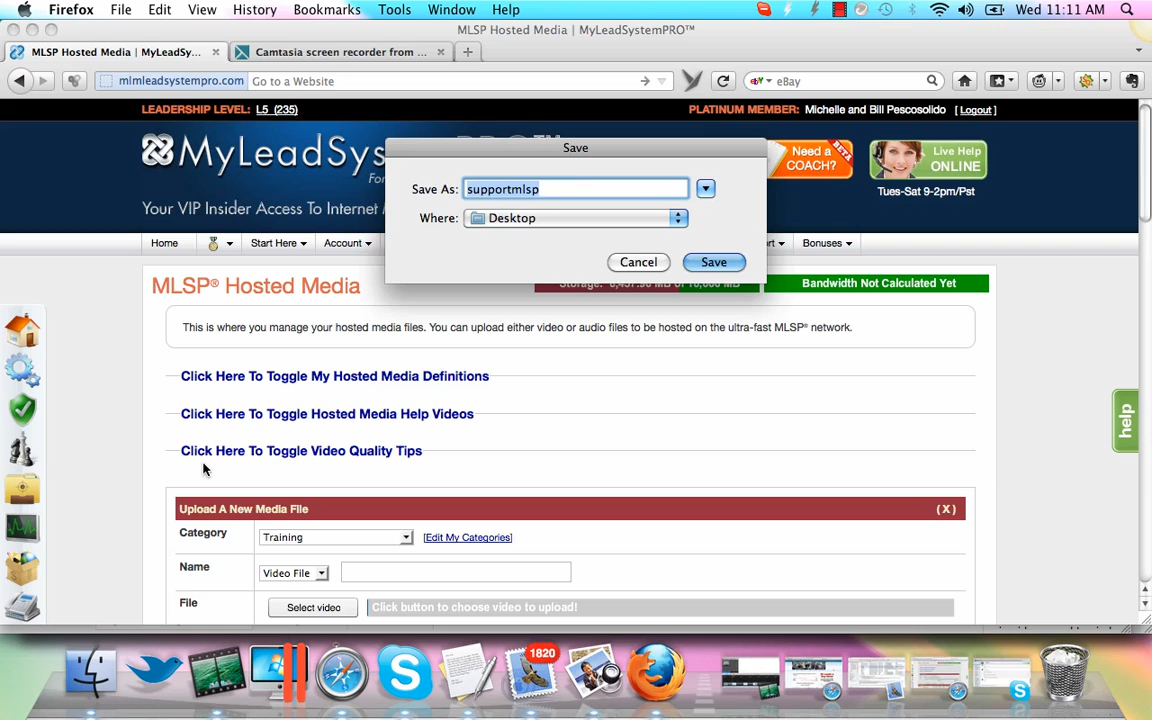 Firefox File Edit View History Bookmarks Tools Window Help Wed 11:11 AM
MLSP Hosted Media | MyLeadSystemPRO™
MLSP Hosted Media | MyLeadSy... Camtasia screen recorder from ...
mlmleadsystempro.com Go to a Website eBay
LEADERSHIP LEVEL: L5 (235) PLATINUM MEMBER: Michelle and Bill Pescosolido [ Logout ]
MyLeadSys
Your VIP Insider Access To Internet
Need a COACH? BETA
Live Help ONLINE
Tues-Sat 9-2pm/Pst
Save
Save As: supportmlsp
Where: Desktop
Cancel Save
Home Start Here Account Bonuses
MLSP® Hosted Media
Bandwidth Not Calculated Yet
This is where you manage your hosted media files. You can upload either video or audio files to be hosted on the ultra-fast MLSP® network.
Click Here To Toggle My Hosted Media Definitions
Click Here To Toggle Hosted Media Help Videos
help
Click Here To Toggle Video Quality Tips
Upload A New Media File (X)
Category Training [Edit My Categories]
Name Video File
File Select video Click button to choose video to upload!
1820